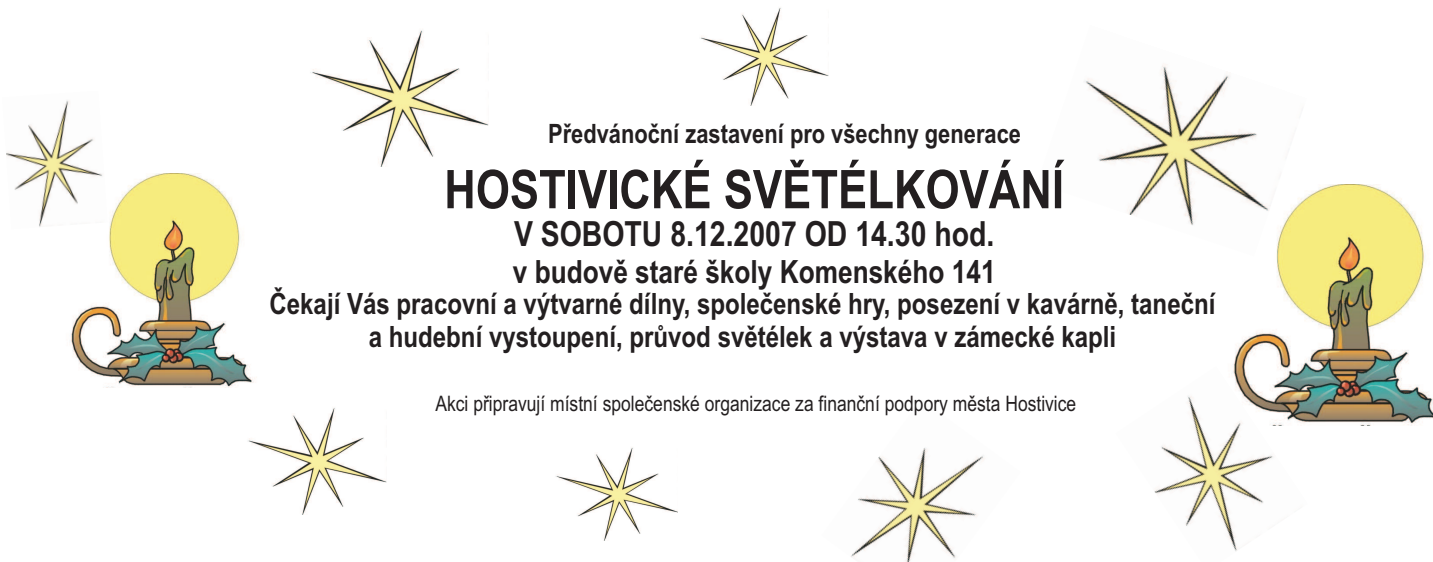 Předvánoční zastavení pro všechny generace
HOSTIVICKÉ SVĚTÉLKOVÁNÍ
V SOBOTU 8.12.2007 OD 14.30 hod.
v budově staré školy Komenského 141
Čekají Vás pracovní a výtvarné dílny, společenské hry, posezení v kavárně, taneční
a hudební vystoupení, průvod světélek a výstava v zámecké kapli
Akci připravují místní společenské organizace za finanční podpory města Hostivice